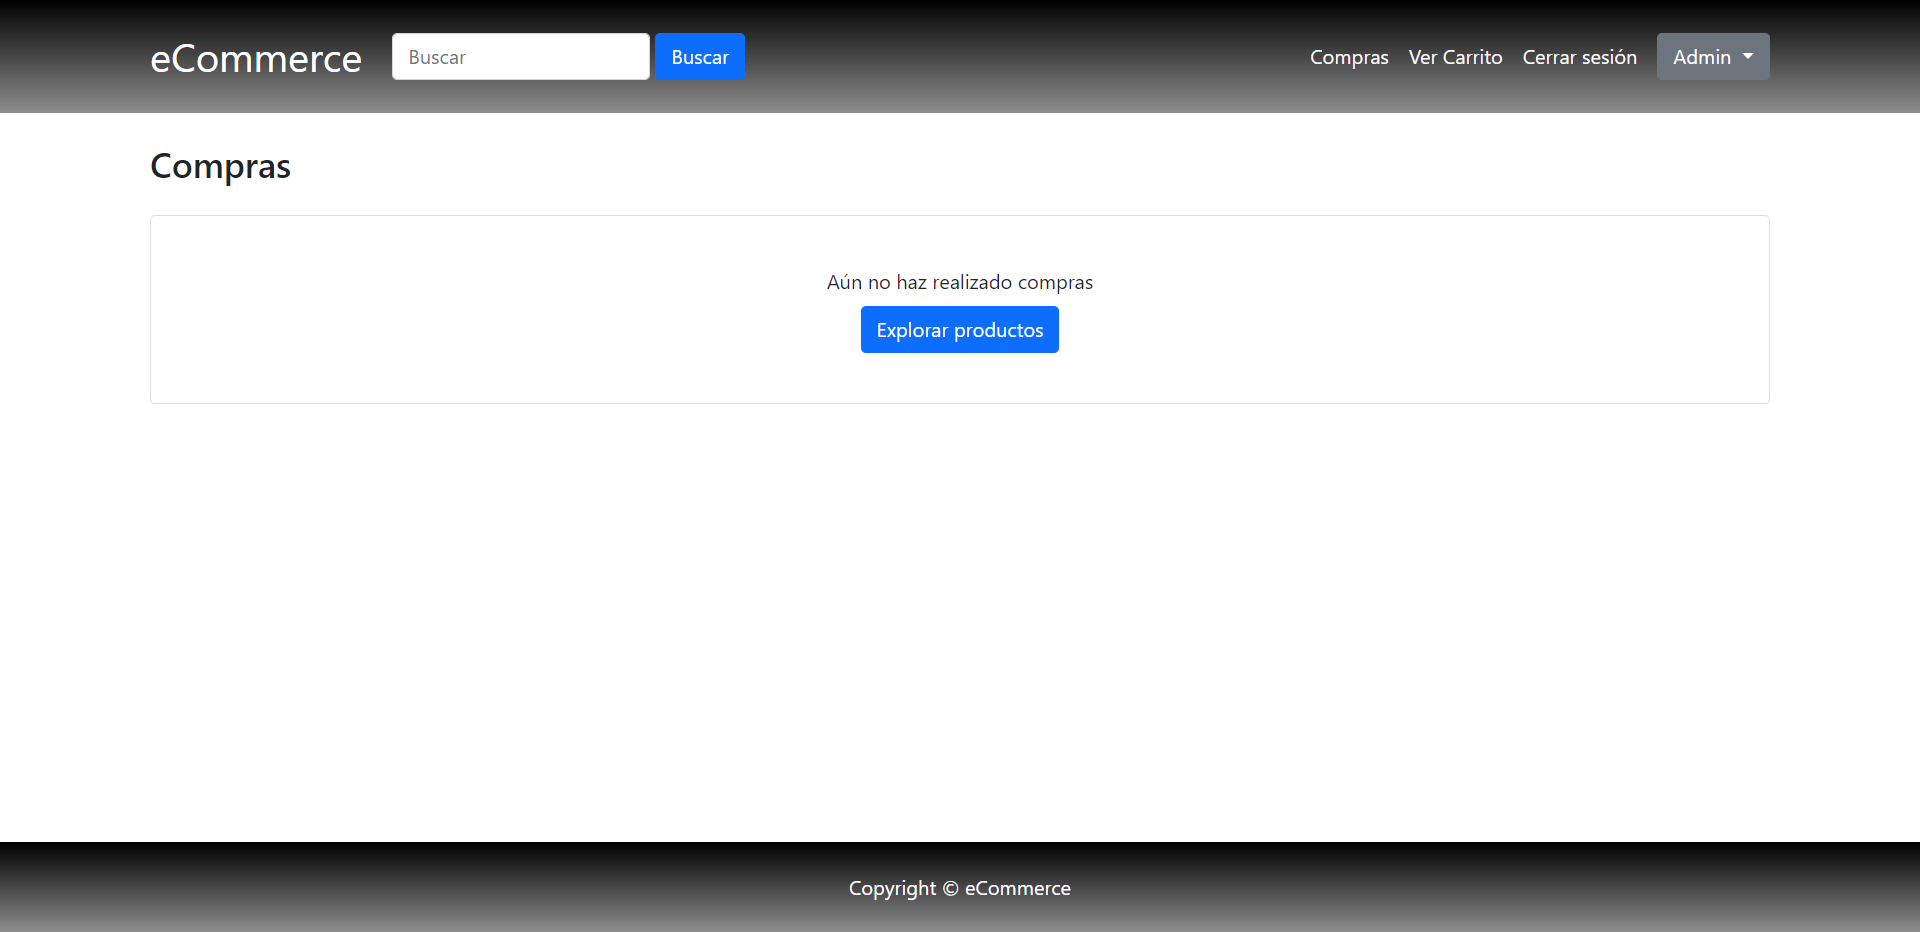 eCommerce Buscar Buscar Compras Ver Carrito Cerrar sesión Admin
Compras
Aún no haz realizado compras
Explorar productos
Copyright © eCommerce